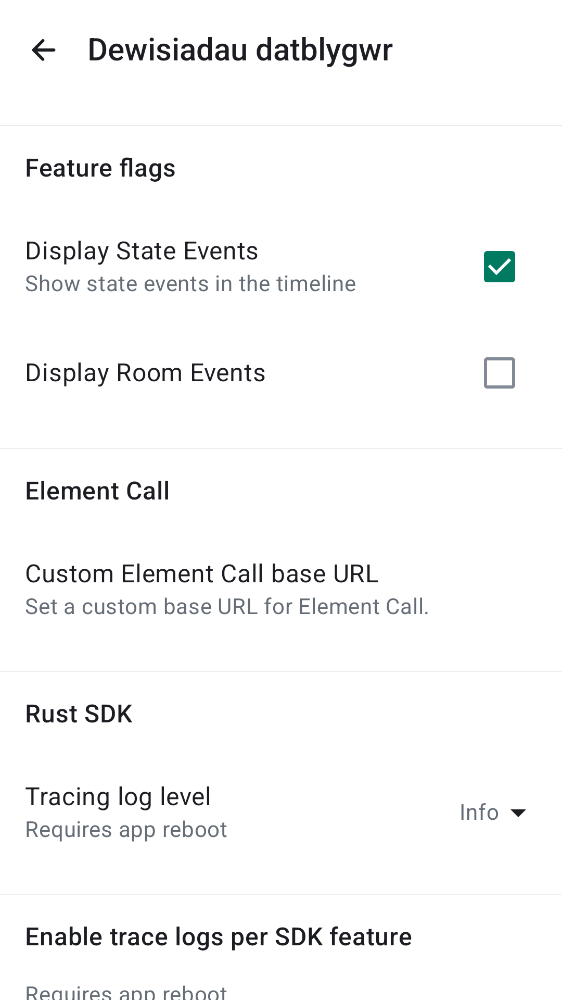 Dewisiadau datblygwr
Feature flags
Display State Events
Show state events in the timeline
Display Room Events
Element Call
Custom Element Call base URL
Set a custom base URL for Element Call.
Rust SDK
Tracing log level
Requires app reboot
Info
Enable trace logs per SDK feature
Requires app reboot